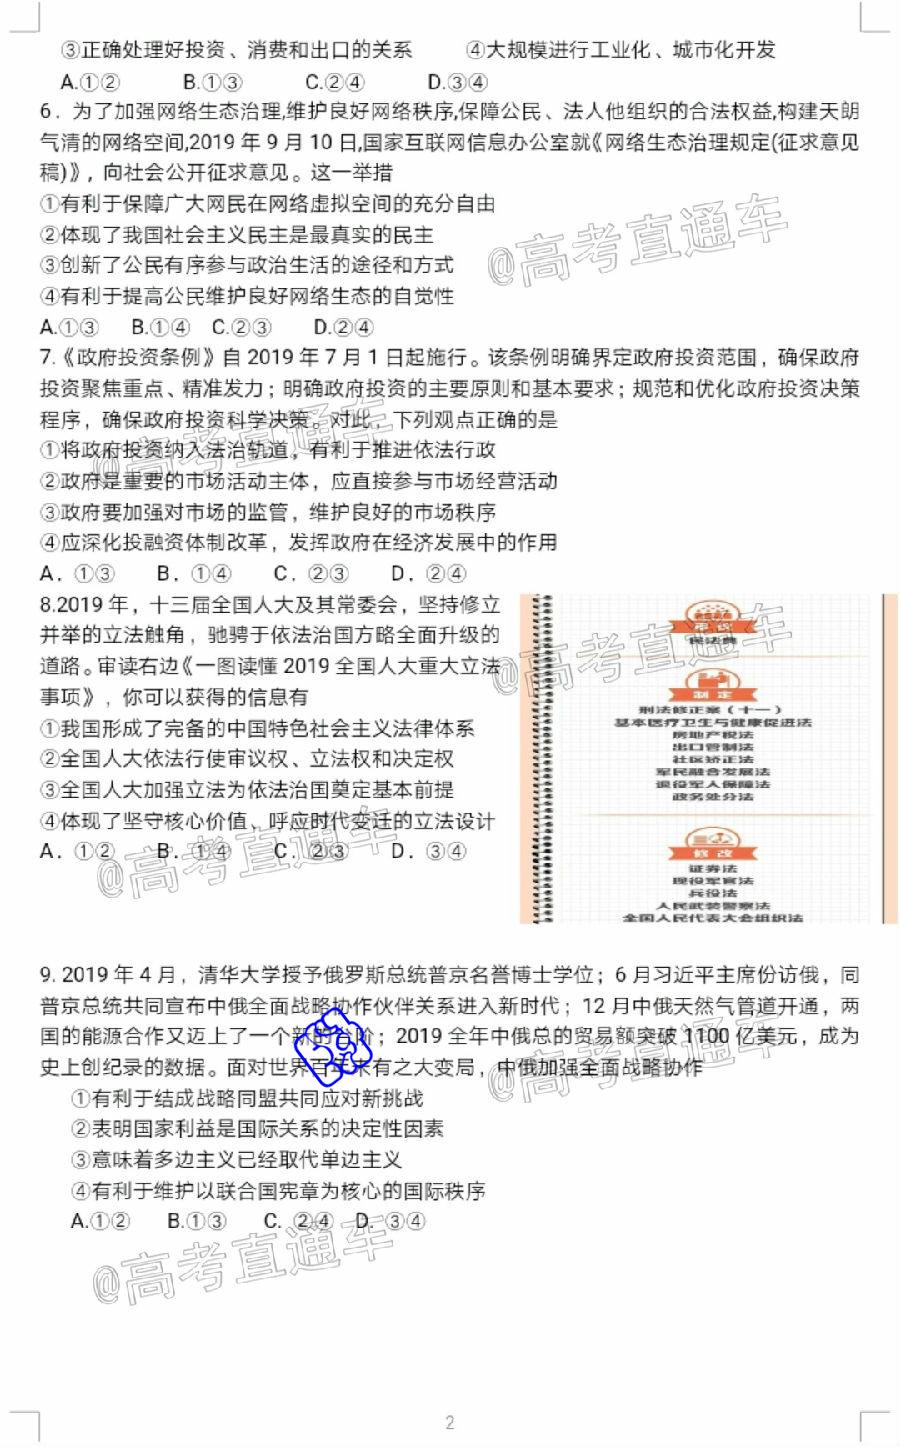 ③正确处理好投资、消费和出口的关系 ④大规模进行工业化、城市化开发
A.①② B.①③ C.②④ D.③④
6．为了加强网络生态治理,维护良好网络秩序,保障公民、法人他组织的合法权益,构建天朗
气清的网络空间,2019 年 9 月 10 日,国家互联网信息办公室就《网络生态治理规定(征求意见
稿)》，向社会公开征求意见。这一举措
①有利于保障广大网民在网络虚拟空间的充分自由
②体现了我国社会主义民主是最真实的民主
③创新了公民有序参与政治生活的途径和方式
④有利于提高公民维护良好网络生态的自觉性
A.①③ B.①④ C.②③ D.②④
7.《政府投资条例》自 2019 年 7 月 1 日起施行。该条例明确界定政府投资范围，确保政府
投资聚焦重点、精准发力；明确政府投资的主要原则和基本要求；规范和优化政府投资决策
程序，确保政府投资科学决策。对此，下列观点正确的是
①将政府投资纳入法治轨道，有利于推进依法行政
②政府是重要的市场活动主体，应直接参与市场经营活动
③政府要加强对市场的监管，维护良好的市场秩序
④应深化投融资体制改革，发挥政府在经济发展中的作用
A．①③ B．①④ C．②③ D．②④
8.2019 年，十三届全国人大及其常委会，坚持修立
并举的立法触角，驰骋于依法治国方略全面升级的
道路。审读右边《一图读懂 2019 全国人大重大立法
事项》，你可以获得的信息有
①我国形成了完备的中国特色社会主义法律体系
②全国人大依法行使审议权、立法权和决定权
③全国人大加强立法为依法治国奠定基本前提
④体现了坚守核心价值、呼应时代变迁的立法设计
A．①② B．①④ C．②③ D．③④
审议
民法典
制定
刑法修正案（十一）
基本医疗卫生与健康促进法
房地产税法
出口管制法
社区矫正法
军民融合发展法
退役军人保障法
政务处分法
修改
证券法
现役军官法
兵役法
人民武装警察法
全国人民代表大会组织法
9. 2019 年 4 月，清华大学授予俄罗斯总统普京名誉博士学位；6 月习近平主席份访俄，同
普京总统共同宣布中俄全面战略协作伙伴关系进入新时代；12 月中俄天然气管道开通，两
国的能源合作又迈上了一个新的台阶；2019 全年中俄总的贸易额突破 1100 亿美元，成为
史上创纪录的数据。面对世界百年未有之大变局，中俄加强全面战略协作
①有利于结成战略同盟共同应对新挑战
②表明国家利益是国际关系的决定性因素
③意味着多边主义已经取代单边主义
④有利于维护以联合国宪章为核心的国际秩序
A.①② B.①③ C. ②④ D. ③④
@高考直通车
@高考直通车
@高考直通车
@高考直通车
@高考直通车
@高考直通车
2